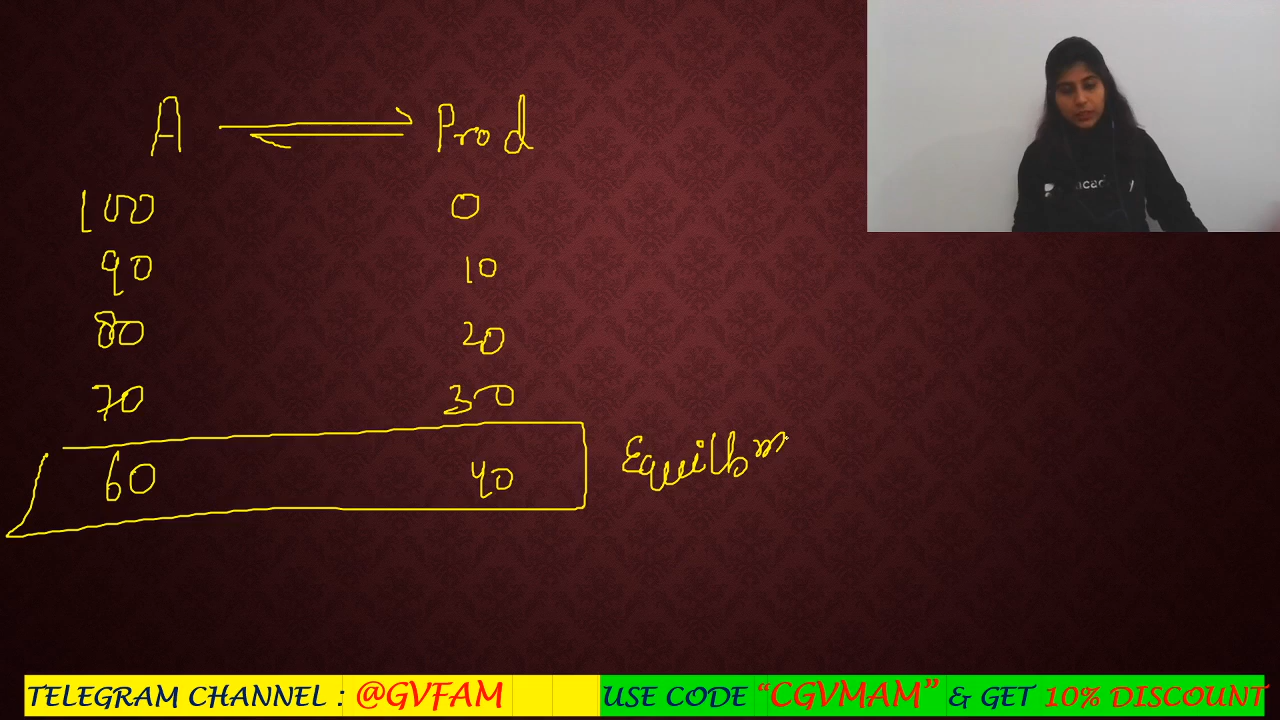 A ⇌ Prod
100 0
90 10
80 20
70 30
60 40
TELEGRAM CHANNEL : @GVFAM
USE CODE “CGVMAM” & GET 10% DISCOUNT